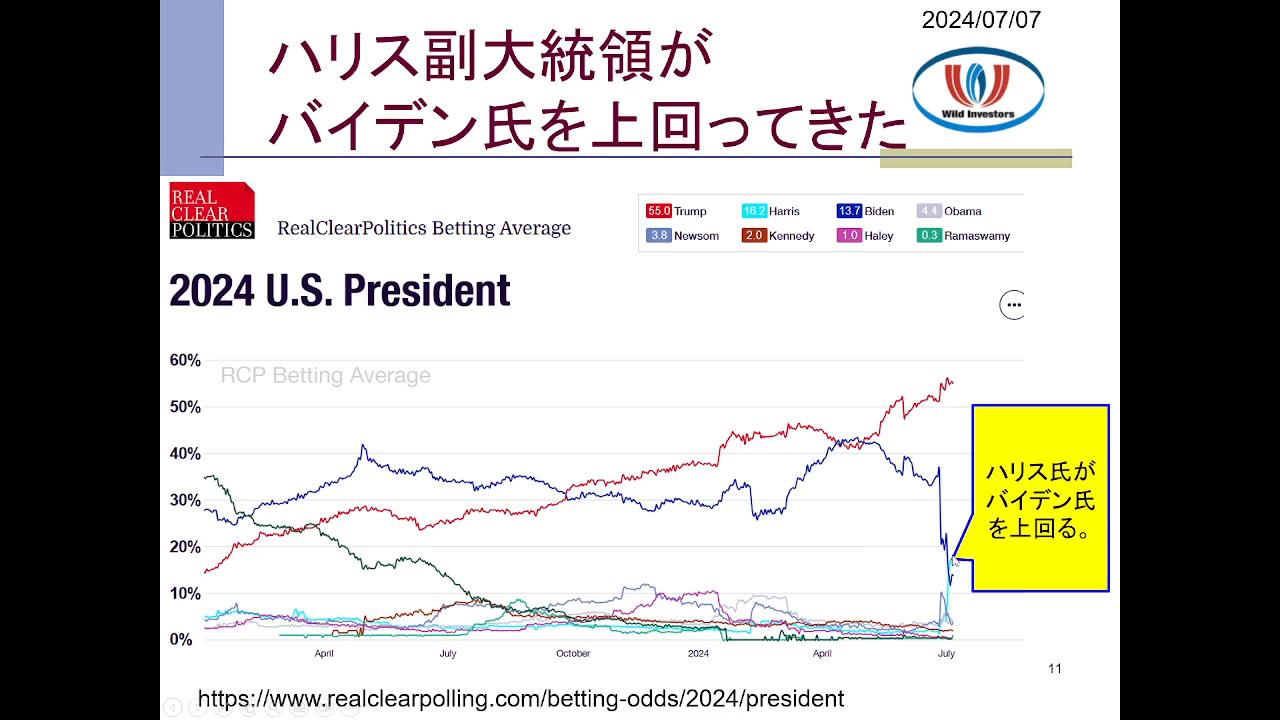 2024/07/07
ハリス副大統領が
バイデン氏を上回ってきた
Wild Investors
REAL
CLEAR
POLITICS
RealClearPolitics Betting Average
55.0 Trump 16.2 Harris 13.7 Biden 4.4 Obama
3.8 Newsom 2.0 Kennedy 1.0 Haley 0.3 Ramaswamy
2024 U.S. President
RCP Betting Average
60%
50%
40%
30%
20%
10%
0%
ハリス氏が
バイデン氏
を上回る。
April July October 2024 April July
11
https://www.realclearpolling.com/betting-odds/2024/president